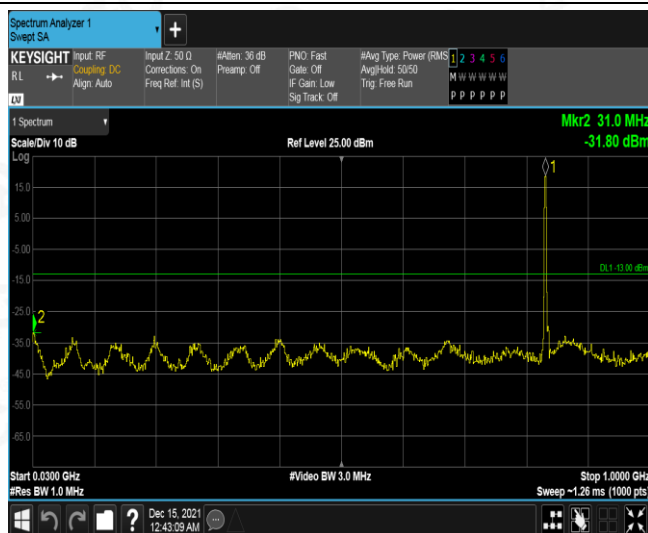 Spectrum Analyzer 1
Swept SA
+
KEYSIGHT
RL
LXI
Input: RF
Coupling: DC
Align: Auto
Input Z: 50 Ω
Corrections: On
Freq Ref: Int (S)
#Atten: 36 dB
Preamp: Off
PNO: Fast
Gate: Off
IF Gain: Low
Sig Track: Off
#Avg Type: Power (RMS
Avg|Hold: 50/50
Trig: Free Run
1 2 3 4 5 6
M W W W W W
P P P P P P
1 Spectrum
Mkr2 31.0 MHz
Scale/Div 10 dB
Ref Level 25.00 dBm
-31.80 dBm
Log
1
15.0
5.00
-5.00
DL1 -13.00 dBm
-15.0
-25.0
2
-35.0
-45.0
-55.0
-65.0
Start 0.0300 GHz
#Video BW 3.0 MHz
Stop 1.0000 GHz
#Res BW 1.0 MHz
Sweep ~1.26 ms (1000 pts)
?
Dec 15, 2021
12:43:09 AM